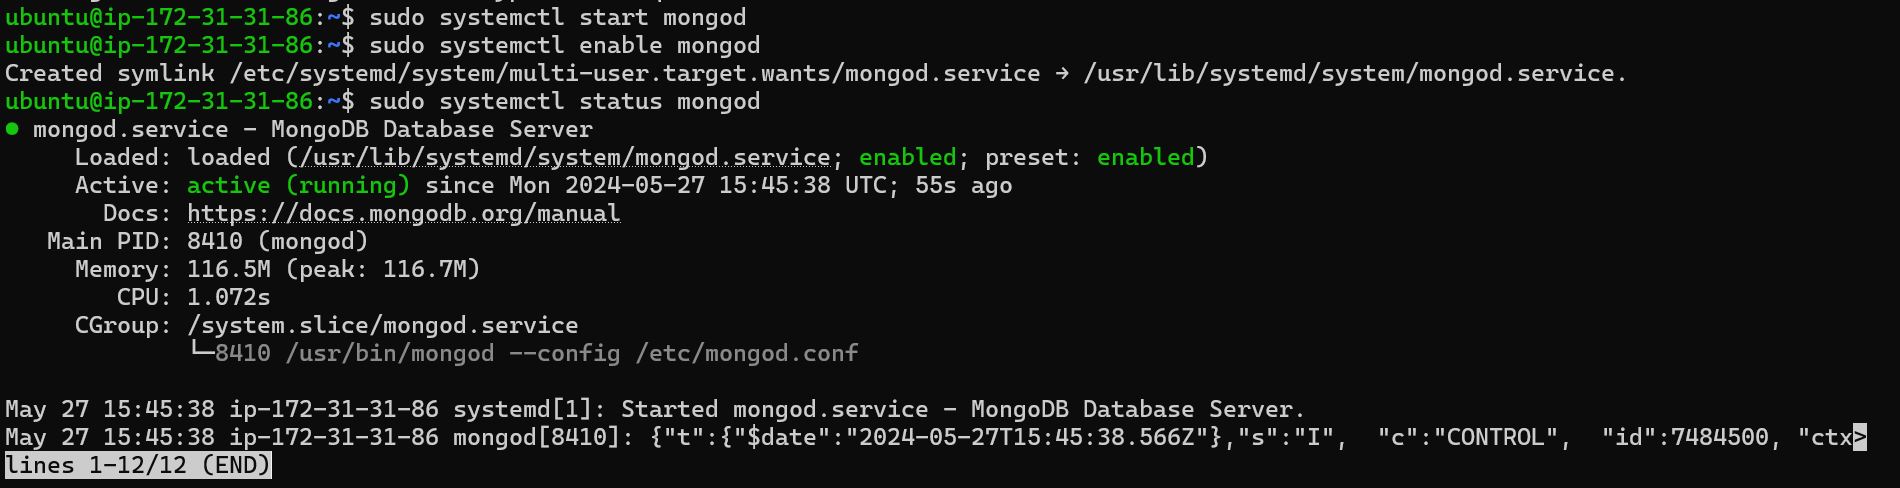 ubuntu@ip-172-31-31-86:~$ sudo systemctl start mongod
ubuntu@ip-172-31-31-86:~$ sudo systemctl enable mongod
Created symlink /etc/systemd/system/multi-user.target.wants/mongod.service → /usr/lib/systemd/system/mongod.service.
ubuntu@ip-172-31-31-86:~$ sudo systemctl status mongod
● mongod.service - MongoDB Database Server
     Loaded: loaded (/usr/lib/systemd/system/mongod.service; enabled; preset: enabled)
     Active: active (running) since Mon 2024-05-27 15:45:38 UTC; 55s ago
       Docs: https://docs.mongodb.org/manual
   Main PID: 8410 (mongod)
     Memory: 116.5M (peak: 116.7M)
        CPU: 1.072s
     CGroup: /system.slice/mongod.service
             └─8410 /usr/bin/mongod --config /etc/mongod.conf
May 27 15:45:38 ip-172-31-31-86 systemd[1]: Started mongod.service - MongoDB Database Server.
May 27 15:45:38 ip-172-31-31-86 mongod[8410]: {"t":{"$date":"2024-05-27T15:45:38.566Z"},"s":"I",  "c":"CONTROL",  "id":7484500, "ctx>
lines 1-12/12 (END)